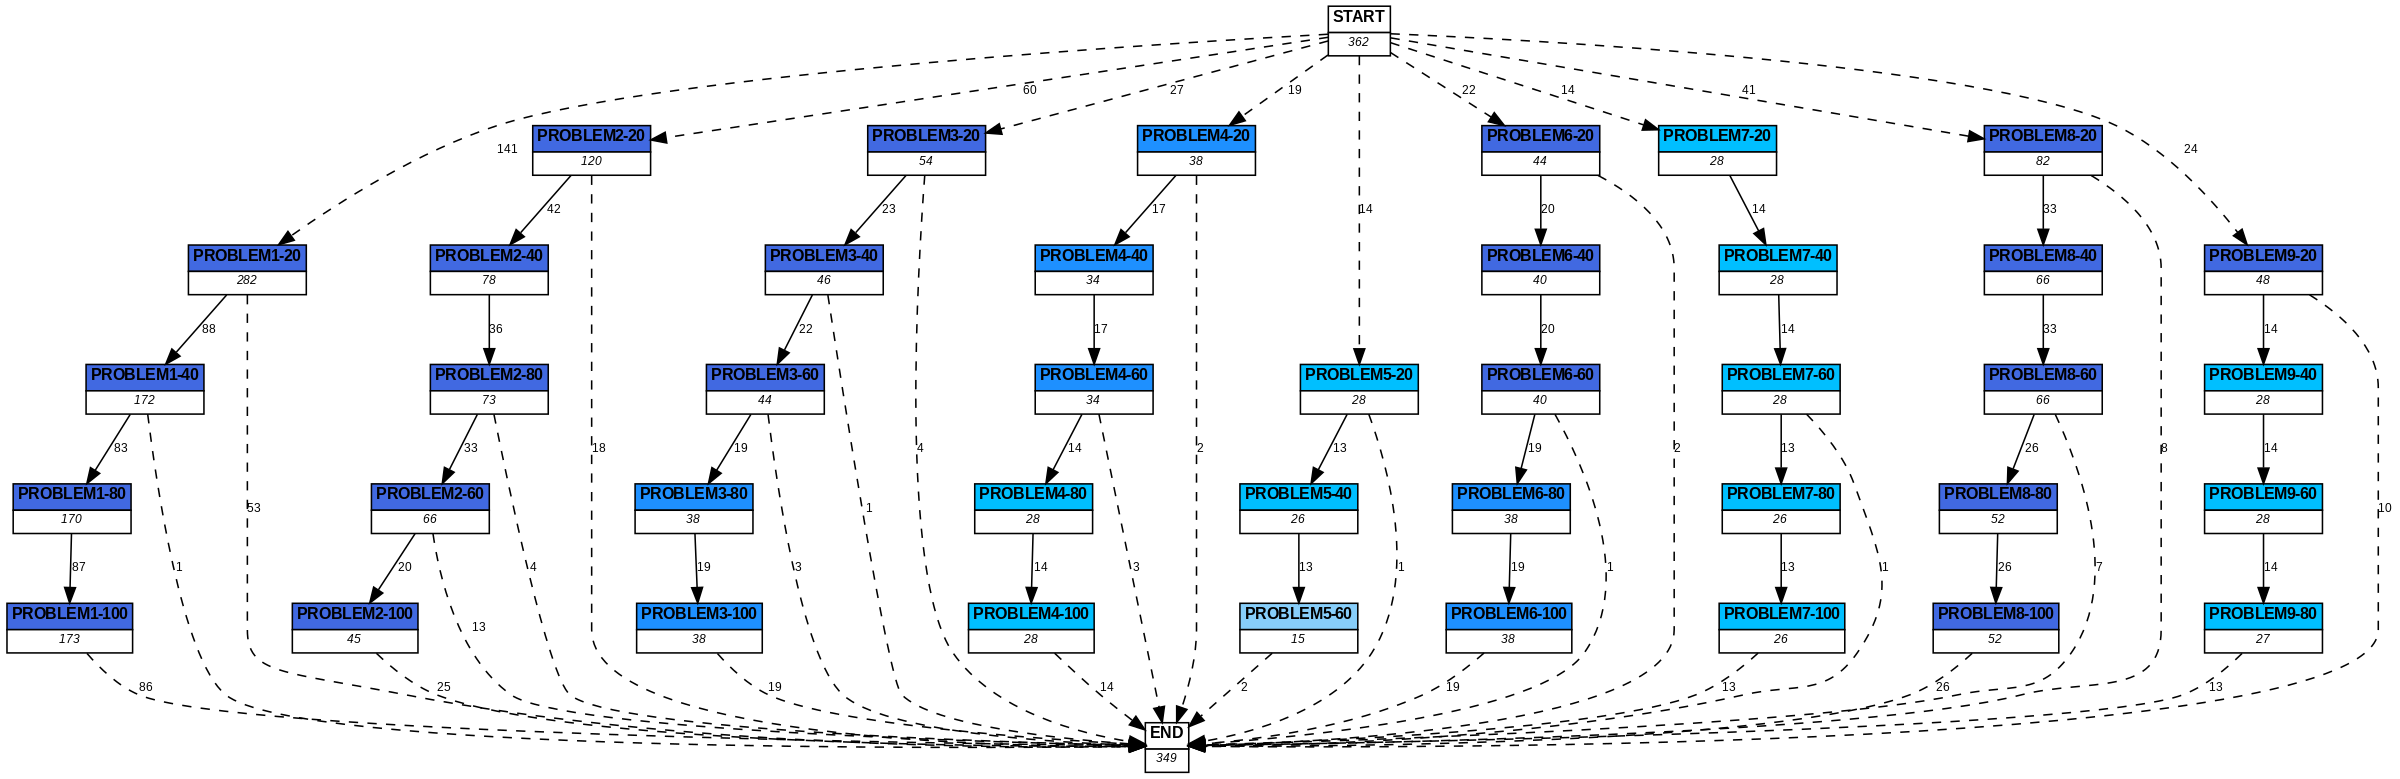 START
362
60
27
19
22
14
41
141
14
24
PROBLEM2-20
120
PROBLEM3-20
54
PROBLEM4-20
38
PROBLEM6-20
44
PROBLEM7-20
28
PROBLEM8-20
82
42
23
17
20
14
33
PROBLEM1-20
282
PROBLEM2-40
78
PROBLEM3-40
46
PROBLEM4-40
34
PROBLEM6-40
40
PROBLEM7-40
28
PROBLEM8-40
66
PROBLEM9-20
48
88
36
22
17
20
14
33
14
PROBLEM1-40
172
PROBLEM2-80
73
PROBLEM3-60
44
PROBLEM4-60
34
PROBLEM5-20
28
PROBLEM6-60
40
PROBLEM7-60
28
PROBLEM8-60
66
PROBLEM9-40
28
83
33
18
19
4
14
2
13
19
2
13
26
8
14
PROBLEM1-80
170
PROBLEM2-60
66
PROBLEM3-80
38
PROBLEM4-80
28
PROBLEM5-40
26
PROBLEM6-80
38
PROBLEM7-80
26
PROBLEM8-80
52
PROBLEM9-60
28
53
1
10
87
1
20
4
19
3
14
3
13
1
19
1
13
1
26
7
14
PROBLEM1-100
173
PROBLEM2-100
45
PROBLEM3-100
38
PROBLEM4-100
28
PROBLEM5-60
15
PROBLEM6-100
38
PROBLEM7-100
26
PROBLEM8-100
52
PROBLEM9-80
27
13
86
25
19
14
2
19
13
26
13
END
349